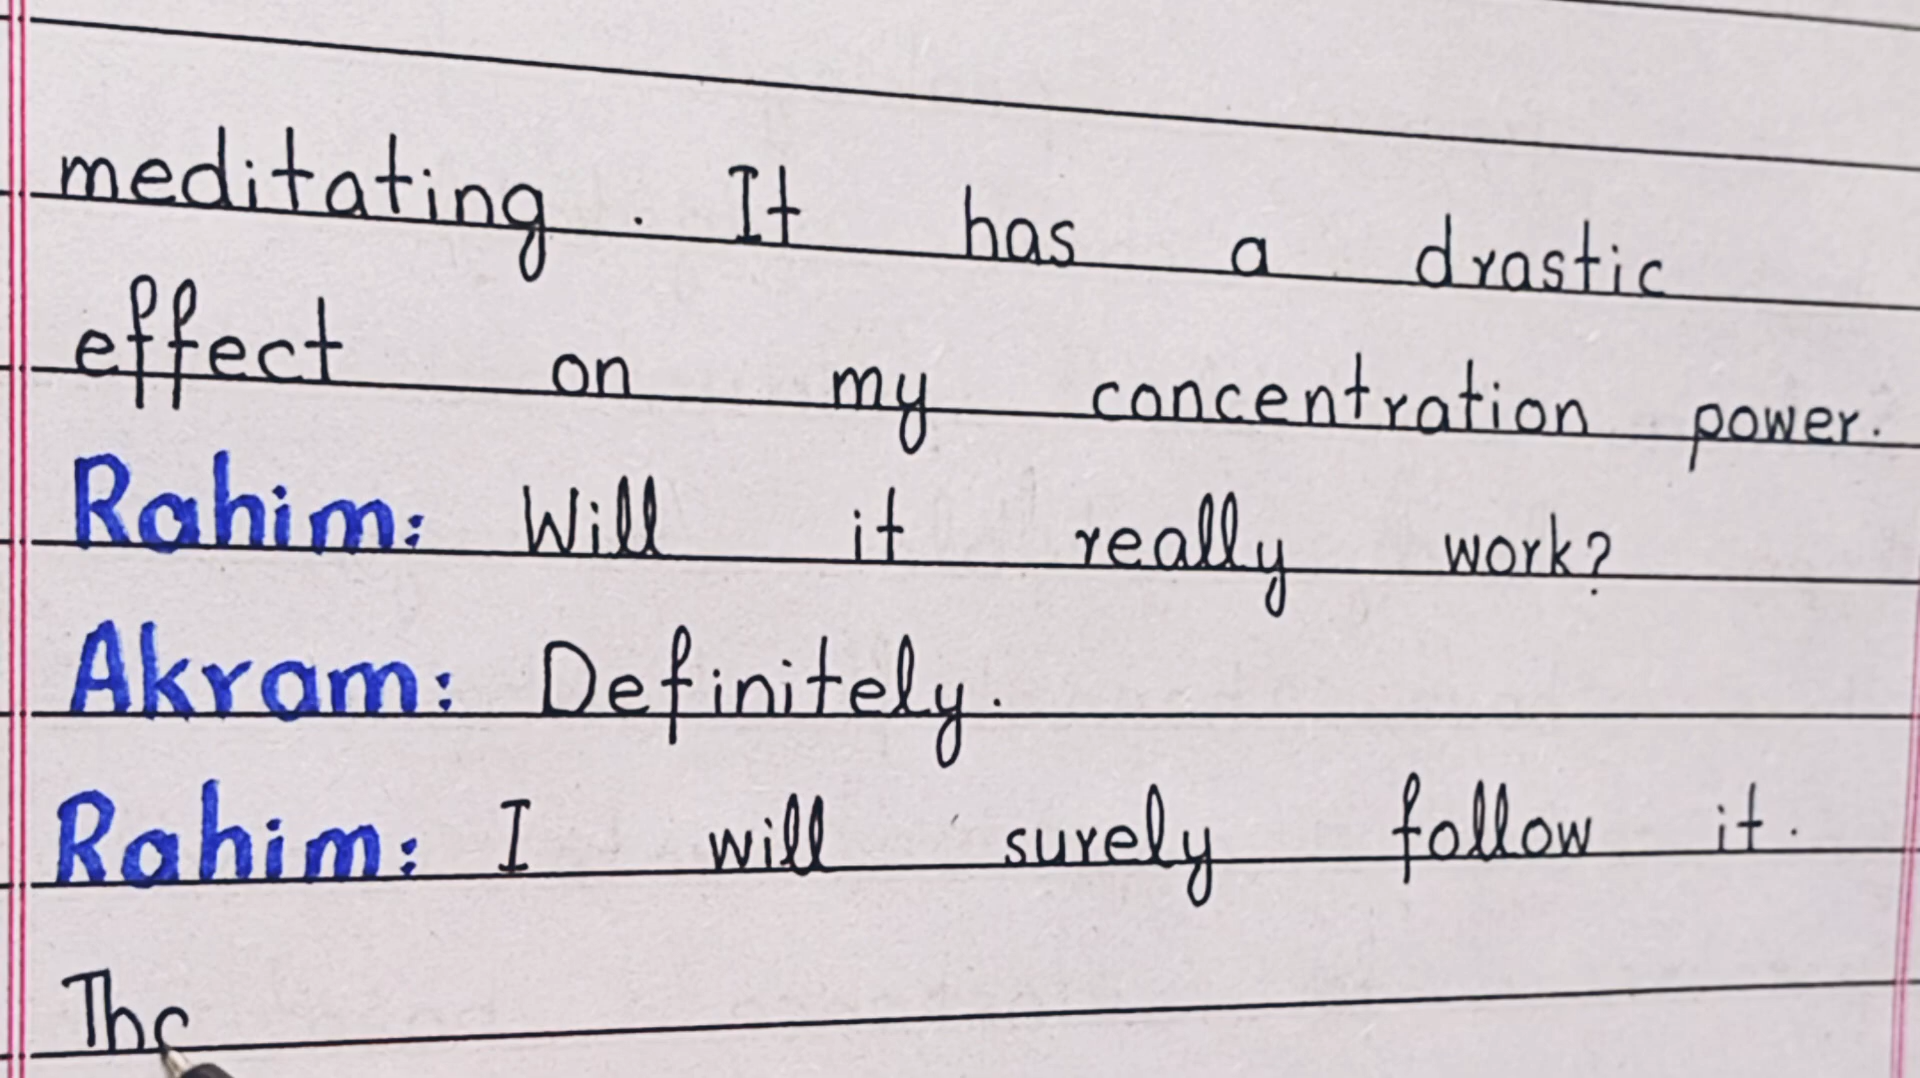 meditating. It has a drastic
effect on my concentration power.
Rahim: Will it really work?
Akram: Definitely.
Rahim: I will surely follow it.